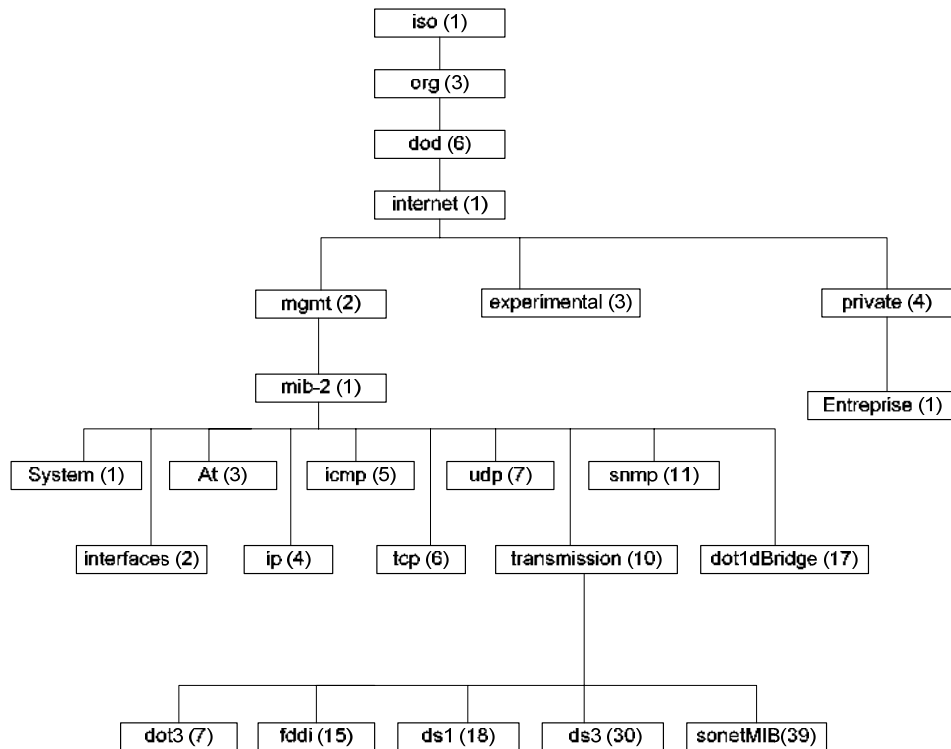 iso (1)
org (3)
dod (6)
internet (1)
mgmt (2)
experimental (3)
private (4)
mib-2 (1)
Entreprise (1)
System (1)
At (3)
icmp (5)
udp (7)
snmp (11)
interfaces (2)
ip (4)
tcp (6)
transmission (10)
dot1dBridge (17)
dot3 (7)
fddi (15)
ds1 (18)
ds3 (30)
sonetMIB(39)